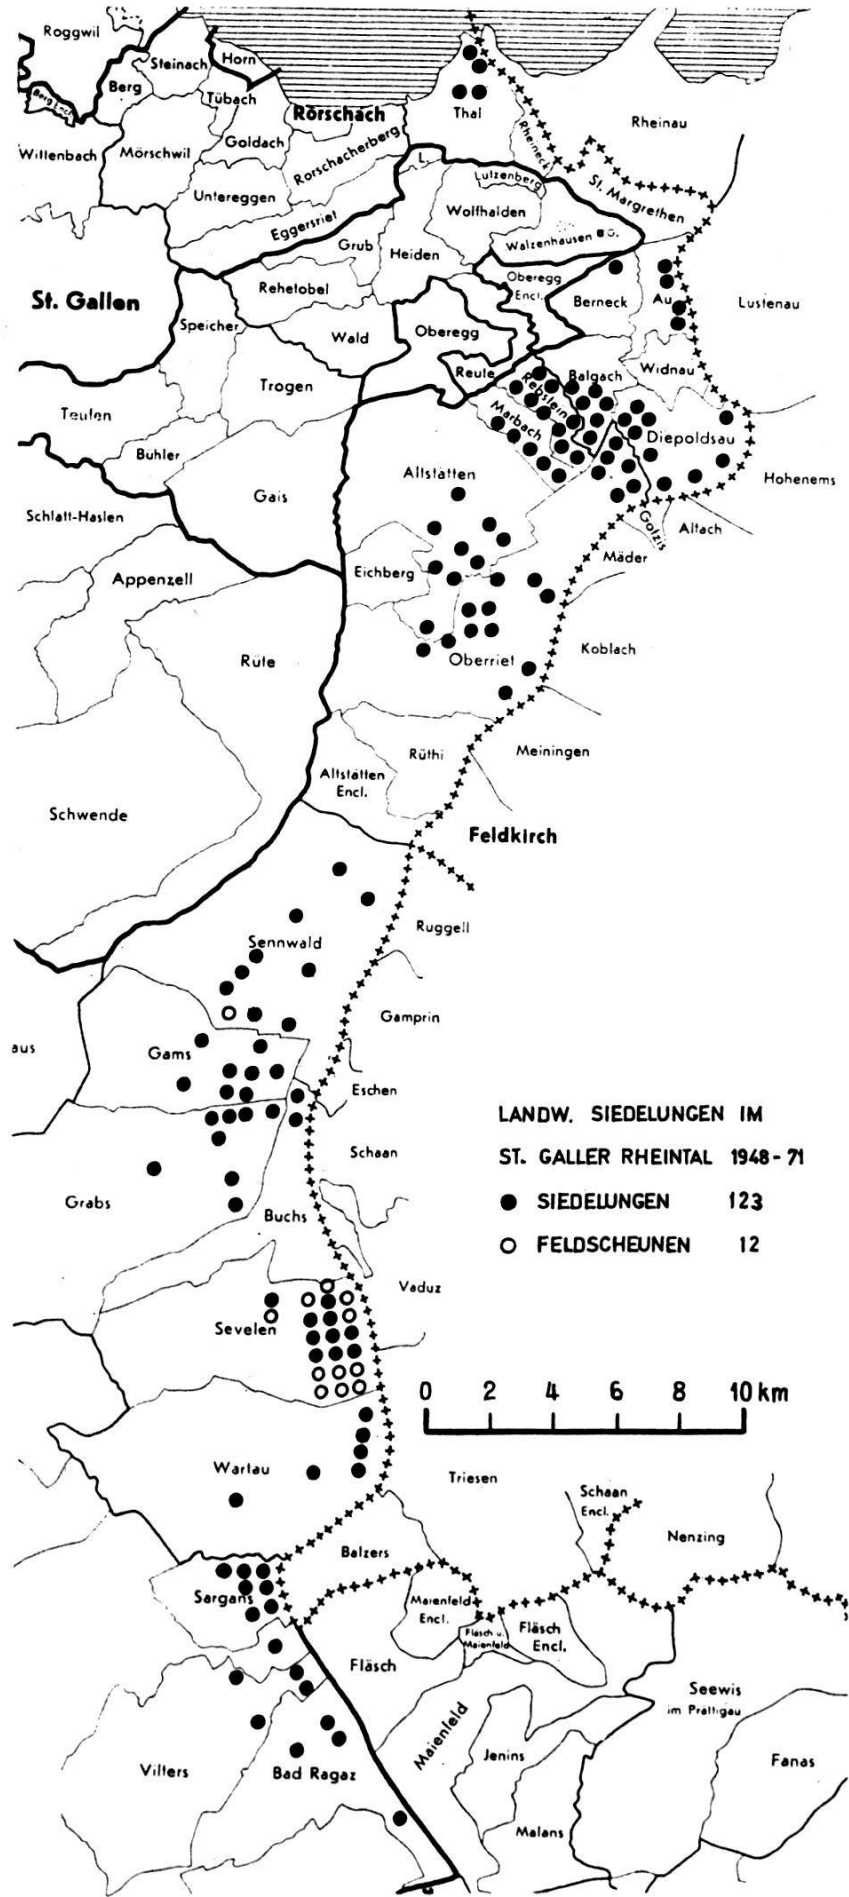 Roggwil
Steinach
Horn
Berg
Berg Encl.
Tübach
Rorschach
Thal
Rheinau
Goldach
Rheineck
Wittenbach
Mörschwil
Rorschacherberg
L.
Lutzenberg
St. Margrethen
Untereggen
Wolfhalden
Eggersriet
Walzenhausen
Grub
Heiden
Oberegg
Encl.
Rehetobel
Berneck
Au
Lustenau
St. Gallen
Speicher
Wald
Oberegg
Widnau
Reute
Rebstein
Balgach
Trogen
Teufen
Marbach
Diepoldsau
Bühler
Altstätten
Hohenems
Gais
Schlatt-Haslen
Götzis
Altach
Mäder
Appenzell
Eichberg
Koblach
Rüte
Oberriet
Rüthi
Meiningen
Altstätten
Encl.
Schwende
Feldkirch
Ruggell
Sennwald
Gamprin
aus
Gams
Eschen
LANDW. SIEDELUNGEN IM
ST. GALLER RHEINTAL 1948-71
● SIEDELUNGEN 123
○ FELDSCHEUNEN 12
Schaan
Grabs
Buchs
Vaduz
Sevelen
0 2 4 6 8 10 km
Wartau
Triesen
Schaan
Encl.
Nenzing
Balzers
Sargans
Maienfeld
Encl.
Fläsch u.
Maienfeld
Fläsch
Encl.
Fläsch
Seewis
im Prättigau
Maienfeld
Jenins
Fanas
Vilters
Bad Ragaz
Malans